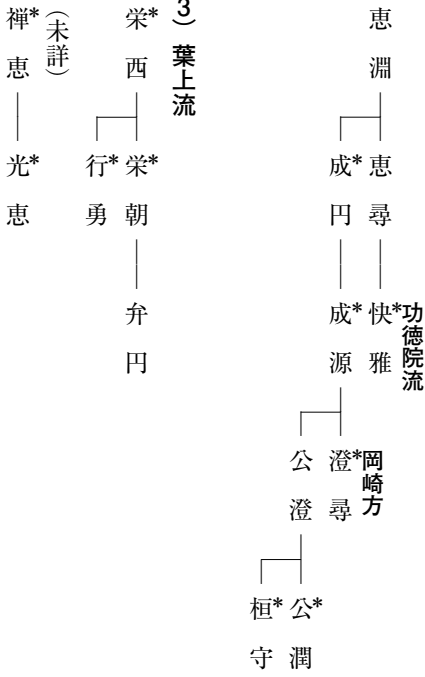 功徳院流
恵淵―恵尋―*快雅
*成円―*成源
岡崎方
*澄尋
公澄―*公潤
*桓守
3）葉上流
*栄西―*栄朝―弁円
*行勇
（未詳）
*禅恵―*光恵